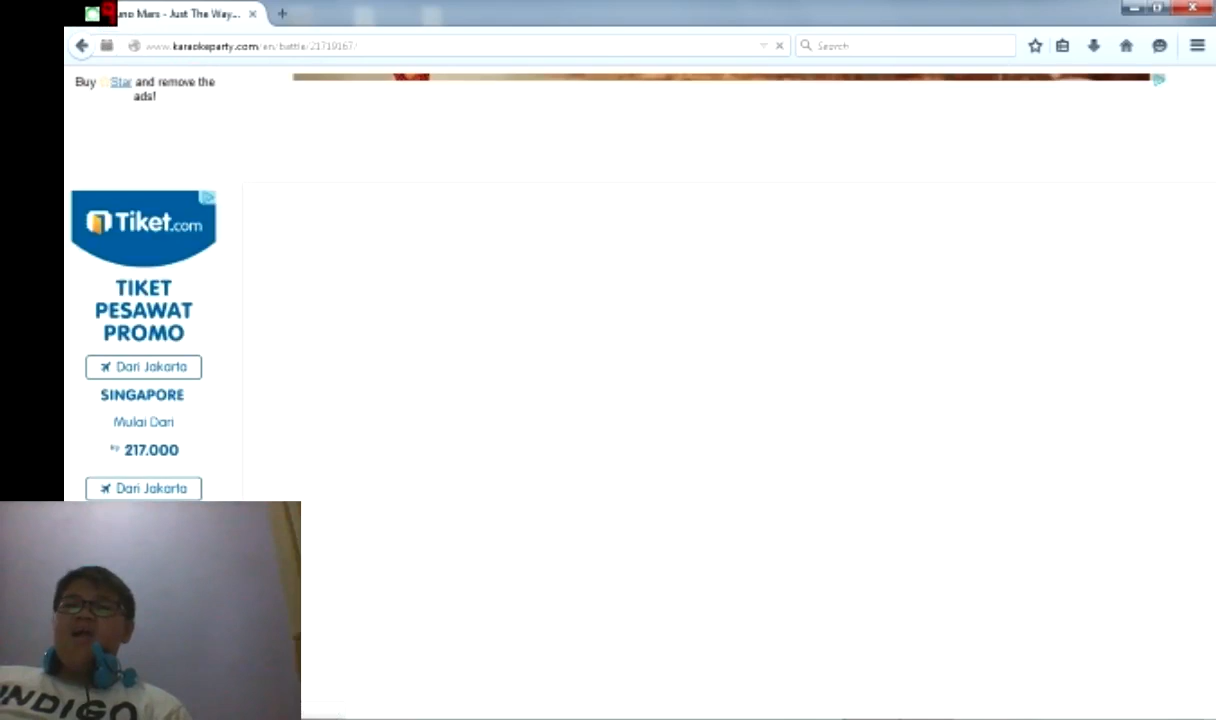 uno Mars - Just The Way...
www.karaokeparty.com/en/battle/21719167/
Search
Buy Star and remove the
ads!
Tiket.com
TIKET
PESAWAT
PROMO
Dari Jakarta
SINGAPORE
Mulai Dari
Rp 217.000
Dari Jakarta
INDIGO